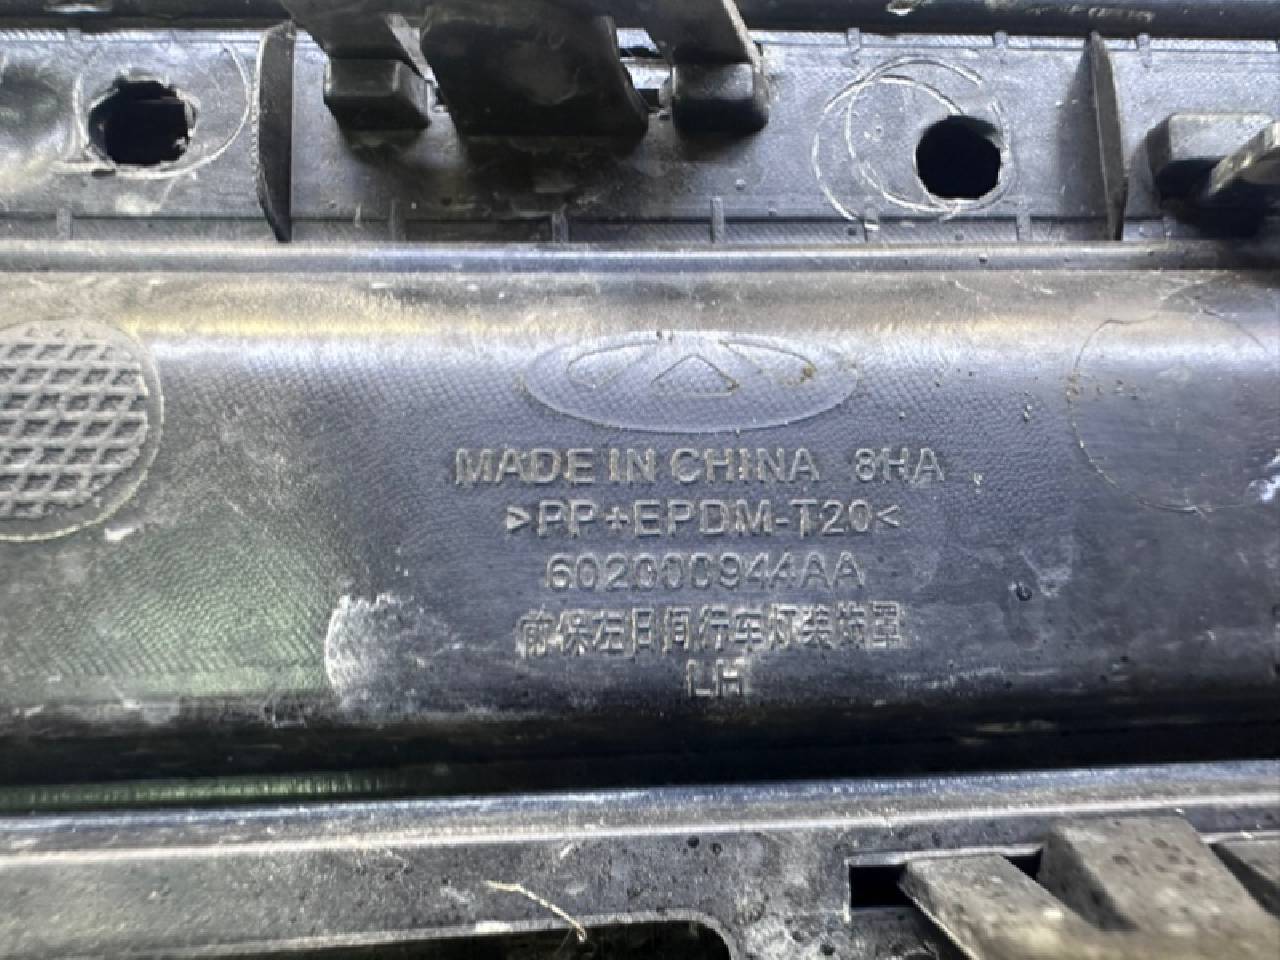 MADE IN CHINA 8HA
>PP+EPDM-T20<
602000944AA
前保左日间行车灯装饰罩
LH